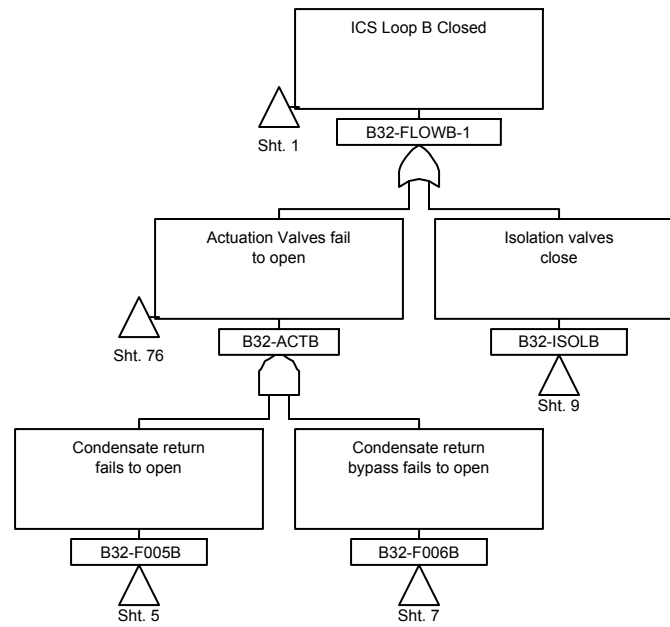 ICS Loop B Closed
Sht. 1
B32-FLOWB-1
Actuation Valves fail
to open
Isolation valves
close
Sht. 76
B32-ACTB
B32-ISOLB
Sht. 9
Condensate return
fails to open
Condensate return
bypass fails to open
B32-F005B
B32-F006B
Sht. 5
Sht. 7